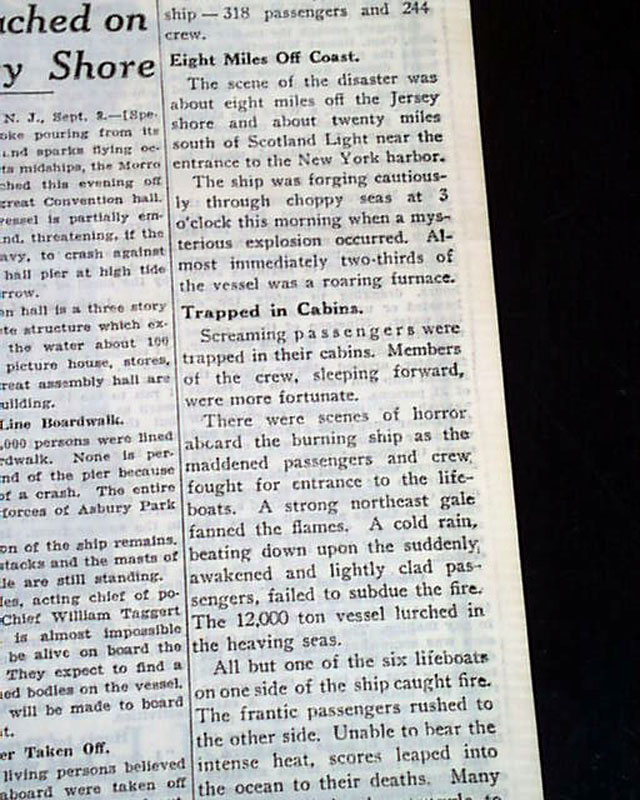 ached on
y Shore
N. J., Sept. 8.—[Spe-
oke pouring from its
and sparks flying oc-
ts midships, the Morro
ched this evening off
great Convention hall.
vessel is partially em-
nd, threatening, if the
avy, to crash against
hall pier at high tide
rrow.
on hall is a three story
te structure which ex-
the water about 100
picture house, stores,
reat assembly hall are
uilding.
Line Boardwalk.
,000 persons were lined
rdwalk. None is per-
nd of the pier because
of a crash. The entire
forces of Asbury Park
on of the ship remains.
stacks and the masts of
le are still standing.
les, acting chief of po-
Chief William Taggert
is almost impossible
be alive on board the
They expect to find a
ed bodies on the vessel.
will be made to board
t.
er Taken Off.
living persons believed
aboard were taken off
ship — 318 passengers and 244
crew.
Eight Miles Off Coast.
The scene of the disaster was
about eight miles off the Jersey
shore and about twenty miles
south of Scotland Light near the
entrance to the New York harbor.
The ship was forging cautious-
ly through choppy seas at 3
o'clock this morning when a mys-
terious explosion occurred. Al-
most immediately two-thirds of
the vessel was a roaring furnace.
Trapped in Cabins.
Screaming passengers were
trapped in their cabins. Members
of the crew, sleeping forward,
were more fortunate.
There were scenes of horror
aboard the burning ship as the
maddened passengers and crew
fought for entrance to the life-
boats. A strong northeast gale
fanned the flames. A cold rain,
beating down upon the suddenly
awakened and lightly clad pas-
sengers, failed to subdue the fire.
The 12,000 ton vessel lurched in
the heaving seas.
All but one of the six lifeboats
on one side of the ship caught fire.
The frantic passengers rushed to
the other side. Unable to bear the
intense heat, scores leaped into
the ocean to their deaths. Many